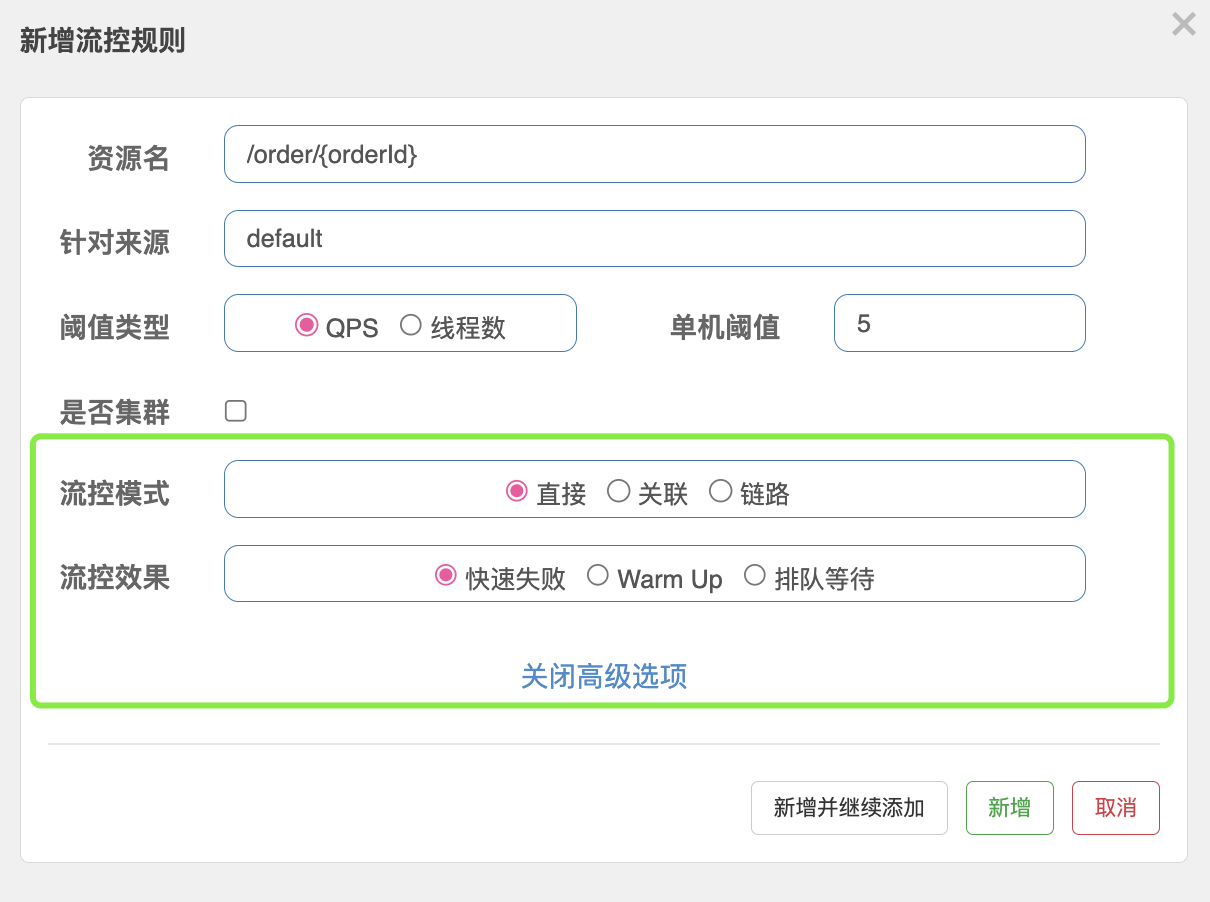 新增流控规则
资源名 /order/{orderId}
针对来源 default
阈值类型 QPS 线程数 单机阈值 5
是否集群
流控模式 直接 关联 链路
流控效果 快速失败 Warm Up 排队等待
关闭高级选项
新增并继续添加 新增 取消